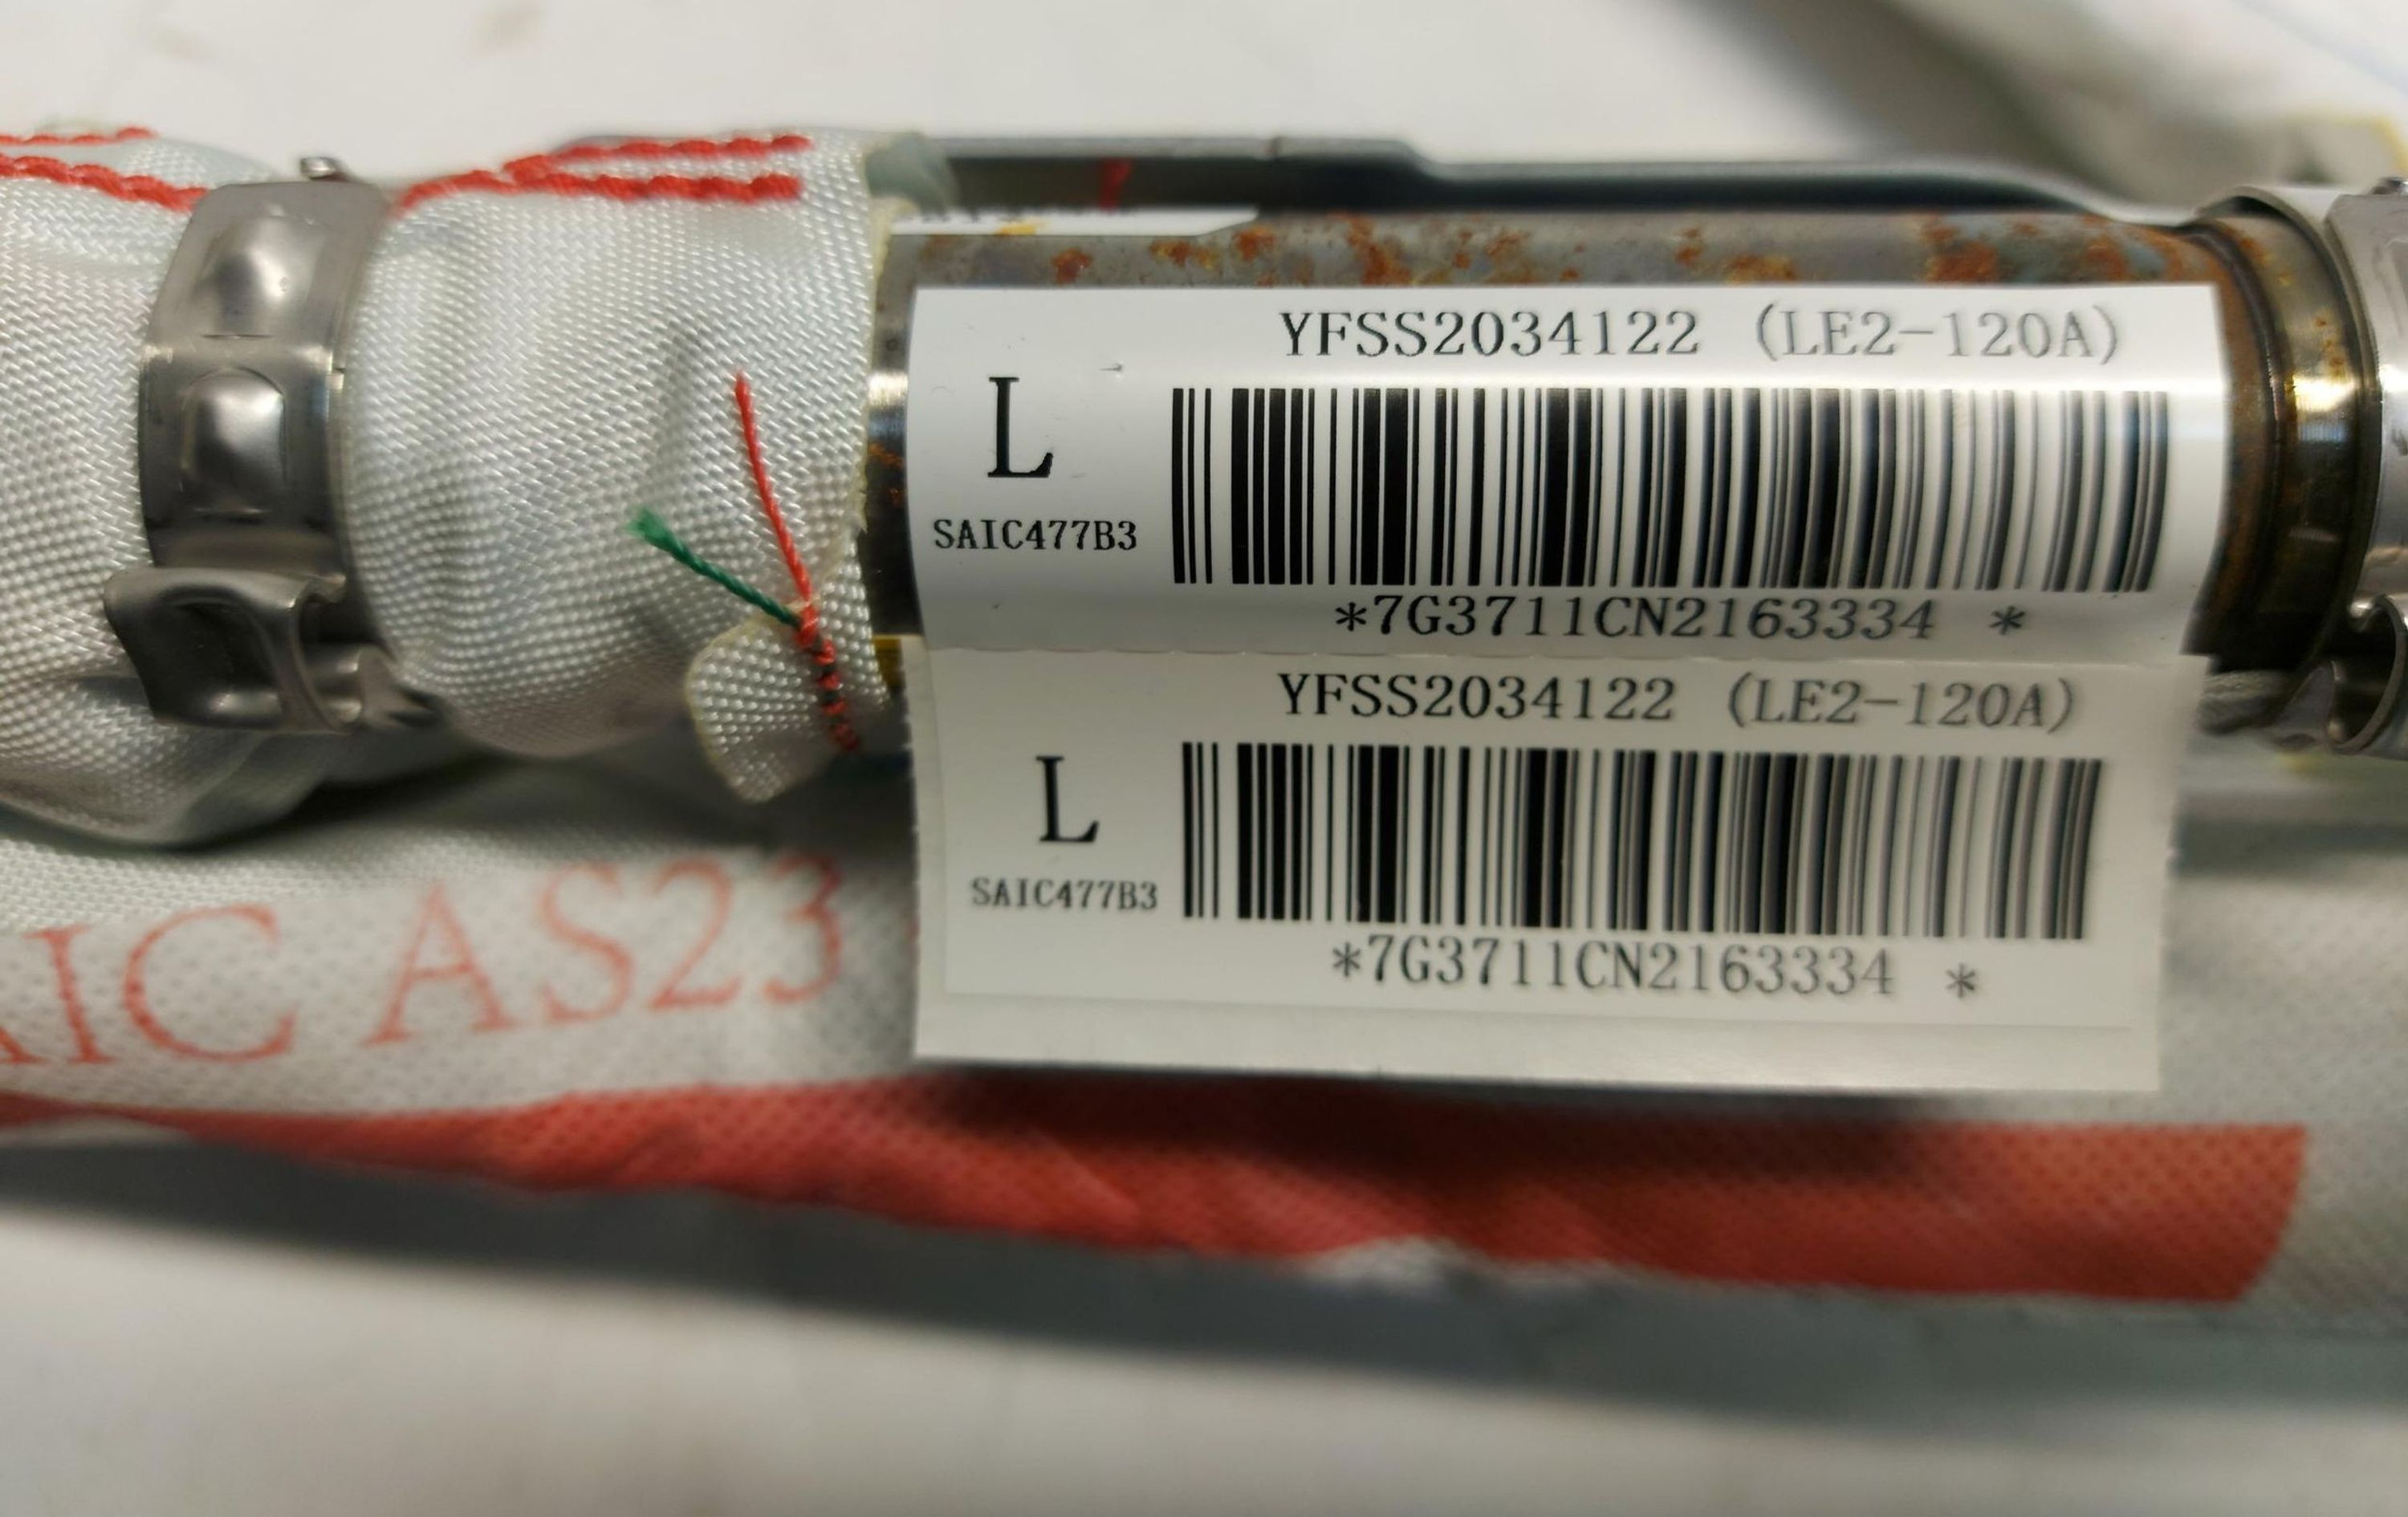 YFSS2034122 (LE2-120A)
L
SAIC477B3
*7G3711CN2163334 *
YFSS2034122 (LE2-120A)
L
SAIC477B3
*7G3711CN2163334 *
AIC AS23